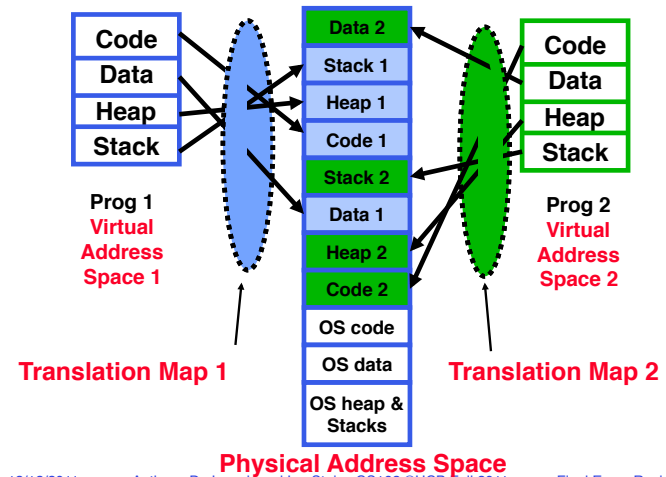 Code
Data
Heap
Stack
Prog 1
Virtual
Address
Space 1
Translation Map 1
Data 2
Stack 1
Heap 1
Code 1
Stack 2
Data 1
Heap 2
Code 2
OS code
OS data
OS heap &
Stacks
Physical Address Space
Code
Data
Heap
Stack
Prog 2
Virtual
Address
Space 2
Translation Map 2